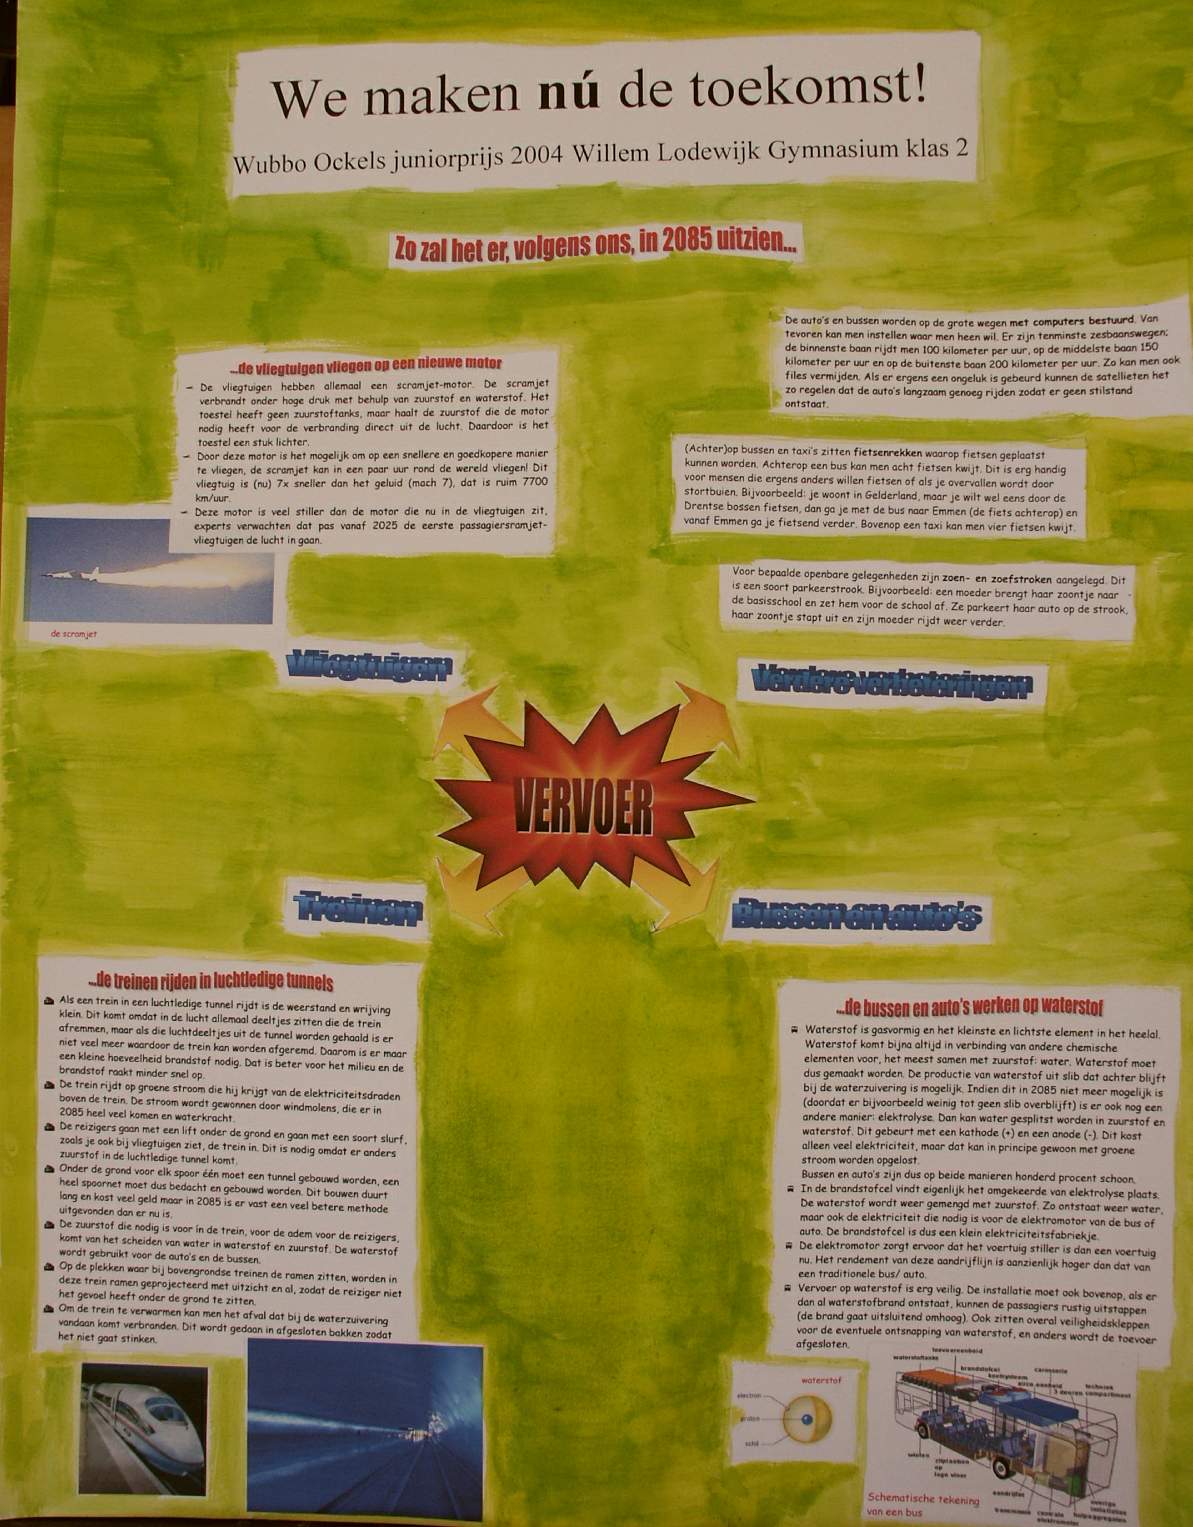 We maken nú de toekomst!
Wubbo Ockels juniorprijs 2004 Willem Lodewijk Gymnasium klas 2
Zo zal het er, volgens ons, in 2085 uitzien...
...de vliegtuigen vliegen op een nieuwe motor
– De vliegtuigen hebben allemaal een scramjet-motor. De scramjet
verbrandt onder hoge druk met behulp van zuurstof en waterstof. Het
toestel heeft geen zuurstoftanks, maar haalt de zuurstof die de motor
nodig heeft voor de verbranding direct uit de lucht. Daardoor is het
toestel een stuk lichter.
– Door deze motor is het mogelijk om op een snellere en goedkopere manier
te vliegen, de scramjet kan in een paar uur rond de wereld vliegen! Dit
vliegtuig is (nu) 7x sneller dan het geluid (mach 7), dat is ruim 7700
km/uur.
– Deze motor is veel stiller dan de motor die nu in de vliegtuigen zit,
experts verwachten dat pas vanaf 2025 de eerste passagiersramjet-
vliegtuigen de lucht in gaan.
de scramjet
Vliegtuigen
De auto's en bussen worden op de grote wegen met computers bestuurd. Van
tevoren kan men instellen waar men heen wil. Er zijn tenminste zesbaanswegen;
de binnenste baan rijdt men 100 kilometer per uur, op de middelste baan 150
kilometer per uur en op de buitenste baan 200 kilometer per uur. Zo kan men ook
files vermijden. Als er ergens een ongeluk is gebeurd kunnen de satellieten het
zo regelen dat de auto's langzaam genoeg rijden zodat er geen stilstand
ontstaat.
(Achter)op bussen en taxi's zitten fietsenrekken waarop fietsen geplaatst
kunnen worden. Achterop een bus kan men acht fietsen kwijt. Dit is erg handig
voor mensen die ergens anders willen fietsen of als je overvallen wordt door
stortbuien. Bijvoorbeeld: je woont in Gelderland, maar je wilt wel eens door de
Drentse bossen fietsen, dan ga je met de bus naar Emmen (de fiets achterop) en
vanaf Emmen ga je fietsend verder. Bovenop een taxi kan men vier fietsen kwijt.
Voor bepaalde openbare gelegenheden zijn zoen- en zoefstroken aangelegd. Dit
is een soort parkeerstrook. Bijvoorbeeld: een moeder brengt haar zoontje naar
de basisschool en zet hem voor de school af. Ze parkeert haar auto op de strook,
haar zoontje stapt uit en zijn moeder rijdt weer verder.
Verdere verbeteringen
VERVOER
Treinen
...de treinen rijden in luchtledige tunnels
Als een trein in een luchtledige tunnel rijdt is de weerstand en wrijving
klein. Dit komt omdat in de lucht allemaal deeltjes zitten die de trein
afremmen, maar als die luchtdeeltjes uit de tunnel worden gehaald is er
niet veel meer waardoor de trein kan worden afgeremd. Daarom is er maar
een kleine hoeveelheid brandstof nodig. Dat is beter voor het milieu en de
brandstof raakt minder snel op.
De trein rijdt op groene stroom die hij krijgt van de elektriciteitsdraden
boven de trein. De stroom wordt gewonnen door windmolens, die er in
2085 heel veel komen en waterkracht.
De reizigers gaan met een lift onder de grond en gaan met een soort slurf,
zoals je ook bij vliegtuigen ziet, de trein in. Dit is nodig omdat er anders
zuurstof in de luchtledige tunnel komt.
Onder de grond voor elk spoor één moet een tunnel gebouwd worden, een
heel spoornet moet dus bedacht en gebouwd worden. Dit bouwen duurt
lang en kost veel geld maar in 2085 is er vast een veel betere methode
uitgevonden dan er nu is.
De zuurstof die nodig is voor in de trein, voor de adem voor de reizigers,
komt van het scheiden van water in waterstof en zuurstof. De waterstof
wordt gebruikt voor de auto's en de bussen.
Op de plekken waar bij bovengrondse treinen de ramen zitten, worden in
deze trein ramen geprojecteerd met uitzicht en al, zodat de reiziger niet
het gevoel heeft onder de grond te zitten.
Om de trein te verwarmen kan men het afval dat bij de waterzuivering
vandaan komt verbranden. Dit wordt gedaan in afgesloten bakken zodat
het niet gaat stinken.
Bussen en auto's
...de bussen en auto's werken op waterstof
Waterstof is gasvormig en het kleinste en lichtste element in het heelal.
Waterstof komt bijna altijd in verbinding van andere chemische
elementen voor, het meest samen met zuurstof: water. Waterstof moet
dus gemaakt worden. De productie van waterstof uit slib dat achter blijft
bij de waterzuivering is mogelijk. Indien dit in 2085 niet meer mogelijk is
(doordat er bijvoorbeeld weinig tot geen slib overblijft) is er ook nog een
andere manier: elektrolyse. Dan kan water gesplitst worden in zuurstof en
waterstof. Dit gebeurt met een kathode (+) en een anode (-). Dit kost
alleen veel elektriciteit, maar dat kan in principe gewoon met groene
stroom worden opgelost.
Bussen en auto's zijn dus op beide manieren honderd procent schoon.
In de brandstofcel vindt eigenlijk het omgekeerde van elektrolyse plaats.
De waterstof wordt weer gemengd met zuurstof. Zo ontstaat weer water,
maar ook de elektriciteit die nodig is voor de elektromotor van de bus of
auto. De brandstofcel is dus een klein elektriciteitsfabriekje.
De elektromotor zorgt ervoor dat het voertuig stiller is dan een voertuig
nu. Het rendement van deze aandrijflijn is aanzienlijk hoger dan dat van
een traditionele bus/ auto.
Vervoer op waterstof is erg veilig. De installatie moet ook bovenop, als er
dan al waterstofbrand ontstaat, kunnen de passagiers rustig uitstappen
(de brand gaat uitsluitend omhoog). Ook zitten overal veiligheidskleppen
voor de eventuele ontsnapping van waterstof, en anders wordt de toevoer
afgesloten.
waterstof
electron
proton
schil
waterstoftanks
brandstofcel
koelsysteem
carrosserie
3 deuren
techniek
compartiment
wielen
zitplaatsen
op
lage vloer
aandrijfas
centrale
elektromotor
overige
installaties
hulpaggregaten
Schematische tekening
van een bus